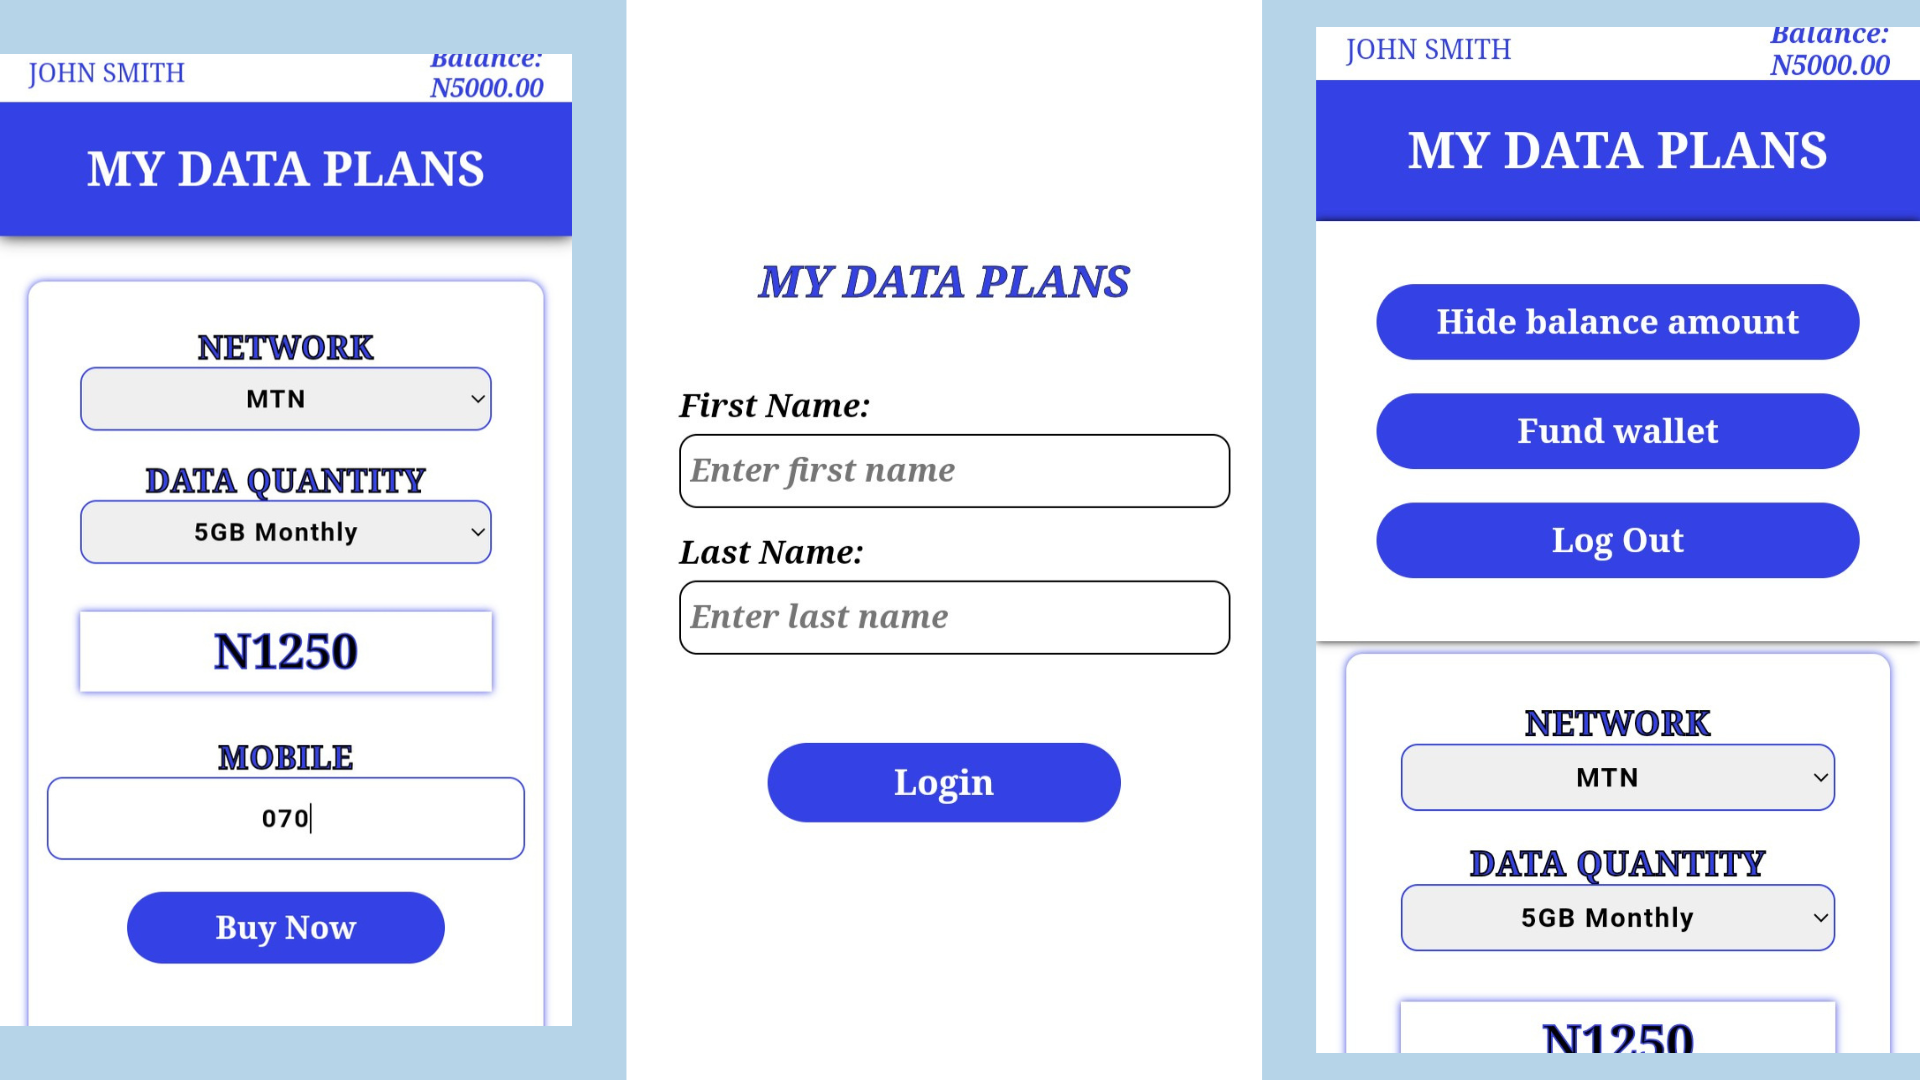 JOHN SMITH
Balance:
N5000.00
MY DATA PLANS
NETWORK
MTN
DATA QUANTITY
5GB Monthly
N1250
MOBILE
070
Buy Now
MY DATA PLANS
First Name:
Enter first name
Last Name:
Enter last name
Login
JOHN SMITH
Balance:
N5000.00
MY DATA PLANS
Hide balance amount
Fund wallet
Log Out
NETWORK
MTN
DATA QUANTITY
5GB Monthly
N1250